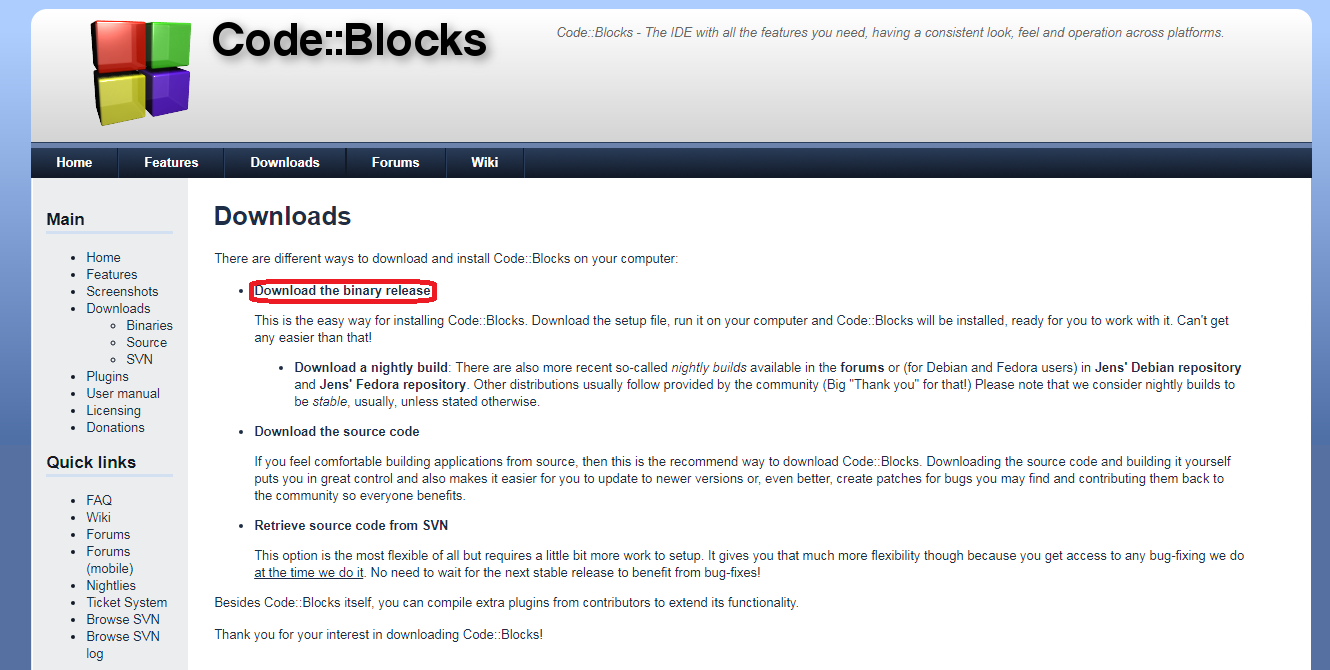 Code::Blocks
Code::Blocks - The IDE with all the features you need, having a consistent look, feel and operation across platforms.
Home
Features
Downloads
Forums
Wiki
Main
Home
Features
Screenshots
Downloads
Binaries
Source
SVN
Plugins
User manual
Licensing
Donations
Quick links
FAQ
Wiki
Forums
Forums
(mobile)
Nightlies
Ticket System
Browse SVN
Browse SVN
log
Downloads
There are different ways to download and install Code::Blocks on your computer:
Download the binary release
This is the easy way for installing Code::Blocks. Download the setup file, run it on your computer and Code::Blocks will be installed, ready for you to work with it. Can't get
any easier than that!
Download a nightly build: There are also more recent so-called nightly builds available in the forums or (for Debian and Fedora users) in Jens' Debian repository
and Jens' Fedora repository. Other distributions usually follow provided by the community (Big "Thank you" for that!) Please note that we consider nightly builds to
be stable, usually, unless stated otherwise.
Download the source code
If you feel comfortable building applications from source, then this is the recommend way to download Code::Blocks. Downloading the source code and building it yourself
puts you in great control and also makes it easier for you to update to newer versions or, even better, create patches for bugs you may find and contributing them back to
the community so everyone benefits.
Retrieve source code from SVN
This option is the most flexible of all but requires a little bit more work to setup. It gives you that much more flexibility though because you get access to any bug-fixing we do
at the time we do it. No need to wait for the next stable release to benefit from bug-fixes!
Besides Code::Blocks itself, you can compile extra plugins from contributors to extend its functionality.
Thank you for your interest in downloading Code::Blocks!